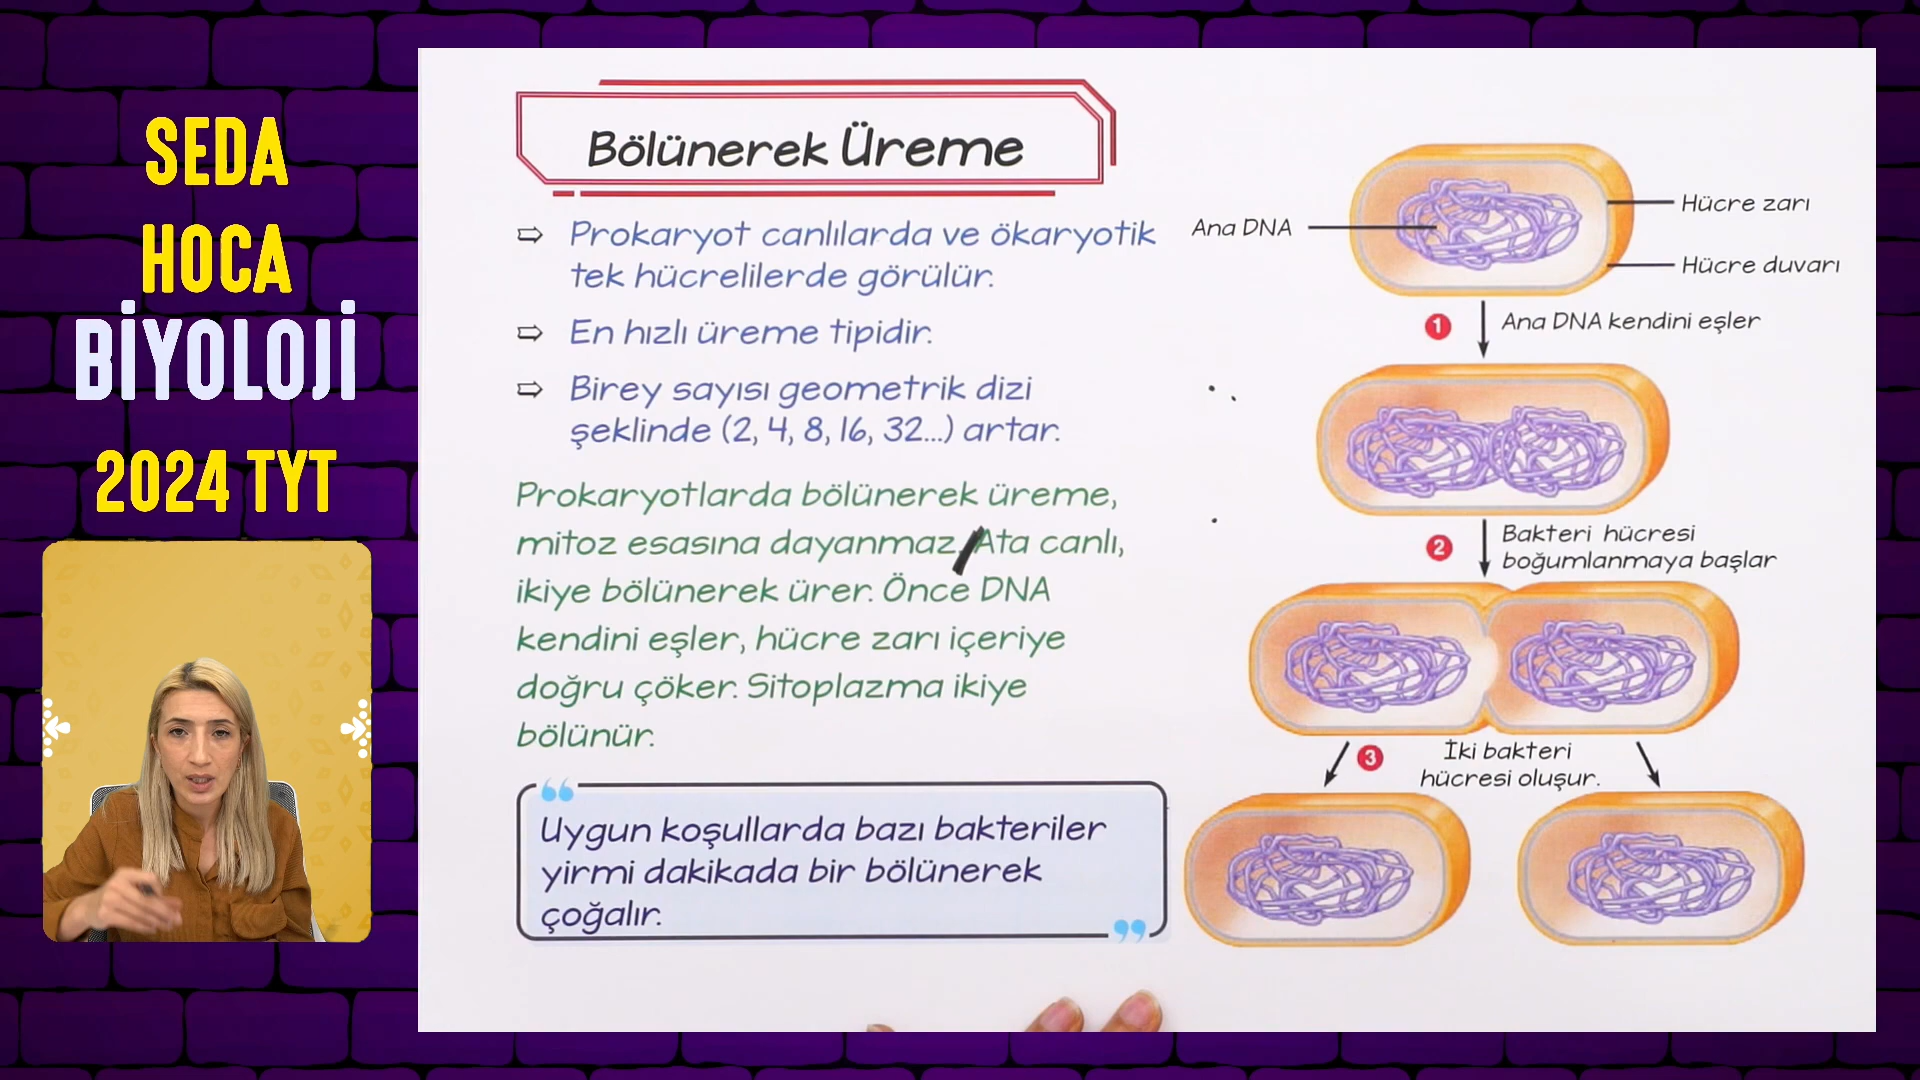 SEDA
HOCA
BİYOLOJİ
2024 TYT
Bölünerek Üreme
⇨ Prokaryot canlılarda ve ökaryotik
tek hücrelilerde görülür.
⇨ En hızlı üreme tipidir.
⇨ Birey sayısı geometrik dizi
şeklinde (2, 4, 8, 16, 32...) artar.
Prokaryotlarda bölünerek üreme,
mitoz esasına dayanmaz. Ata canlı,
ikiye bölünerek ürer. Önce DNA
kendini eşler, hücre zarı içeriye
doğru çöker. Sitoplazma ikiye
bölünür.
“Uygun koşullarda bazı bakteriler
yirmi dakikada bir bölünerek
çoğalır.”
Ana DNA
Hücre zarı
Hücre duvarı
1 Ana DNA kendini eşler
2 Bakteri hücresi
boğumlanmaya başlar
3 İki bakteri
hücresi oluşur.